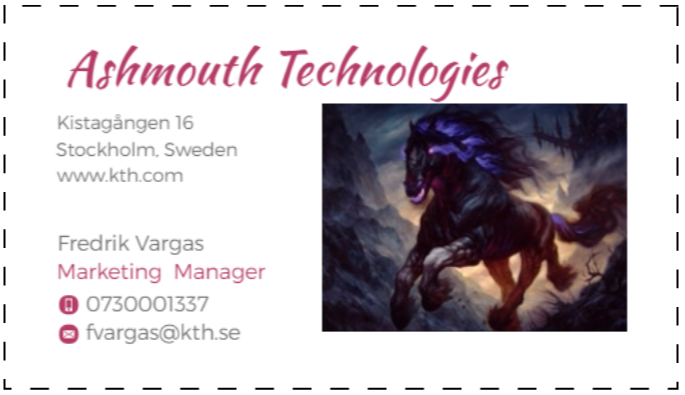 Ashmouth Technologies
Kistagången 16
Stockholm, Sweden
www.kth.com
Fredrik Vargas
Marketing Manager
0730001337
fvargas@kth.se